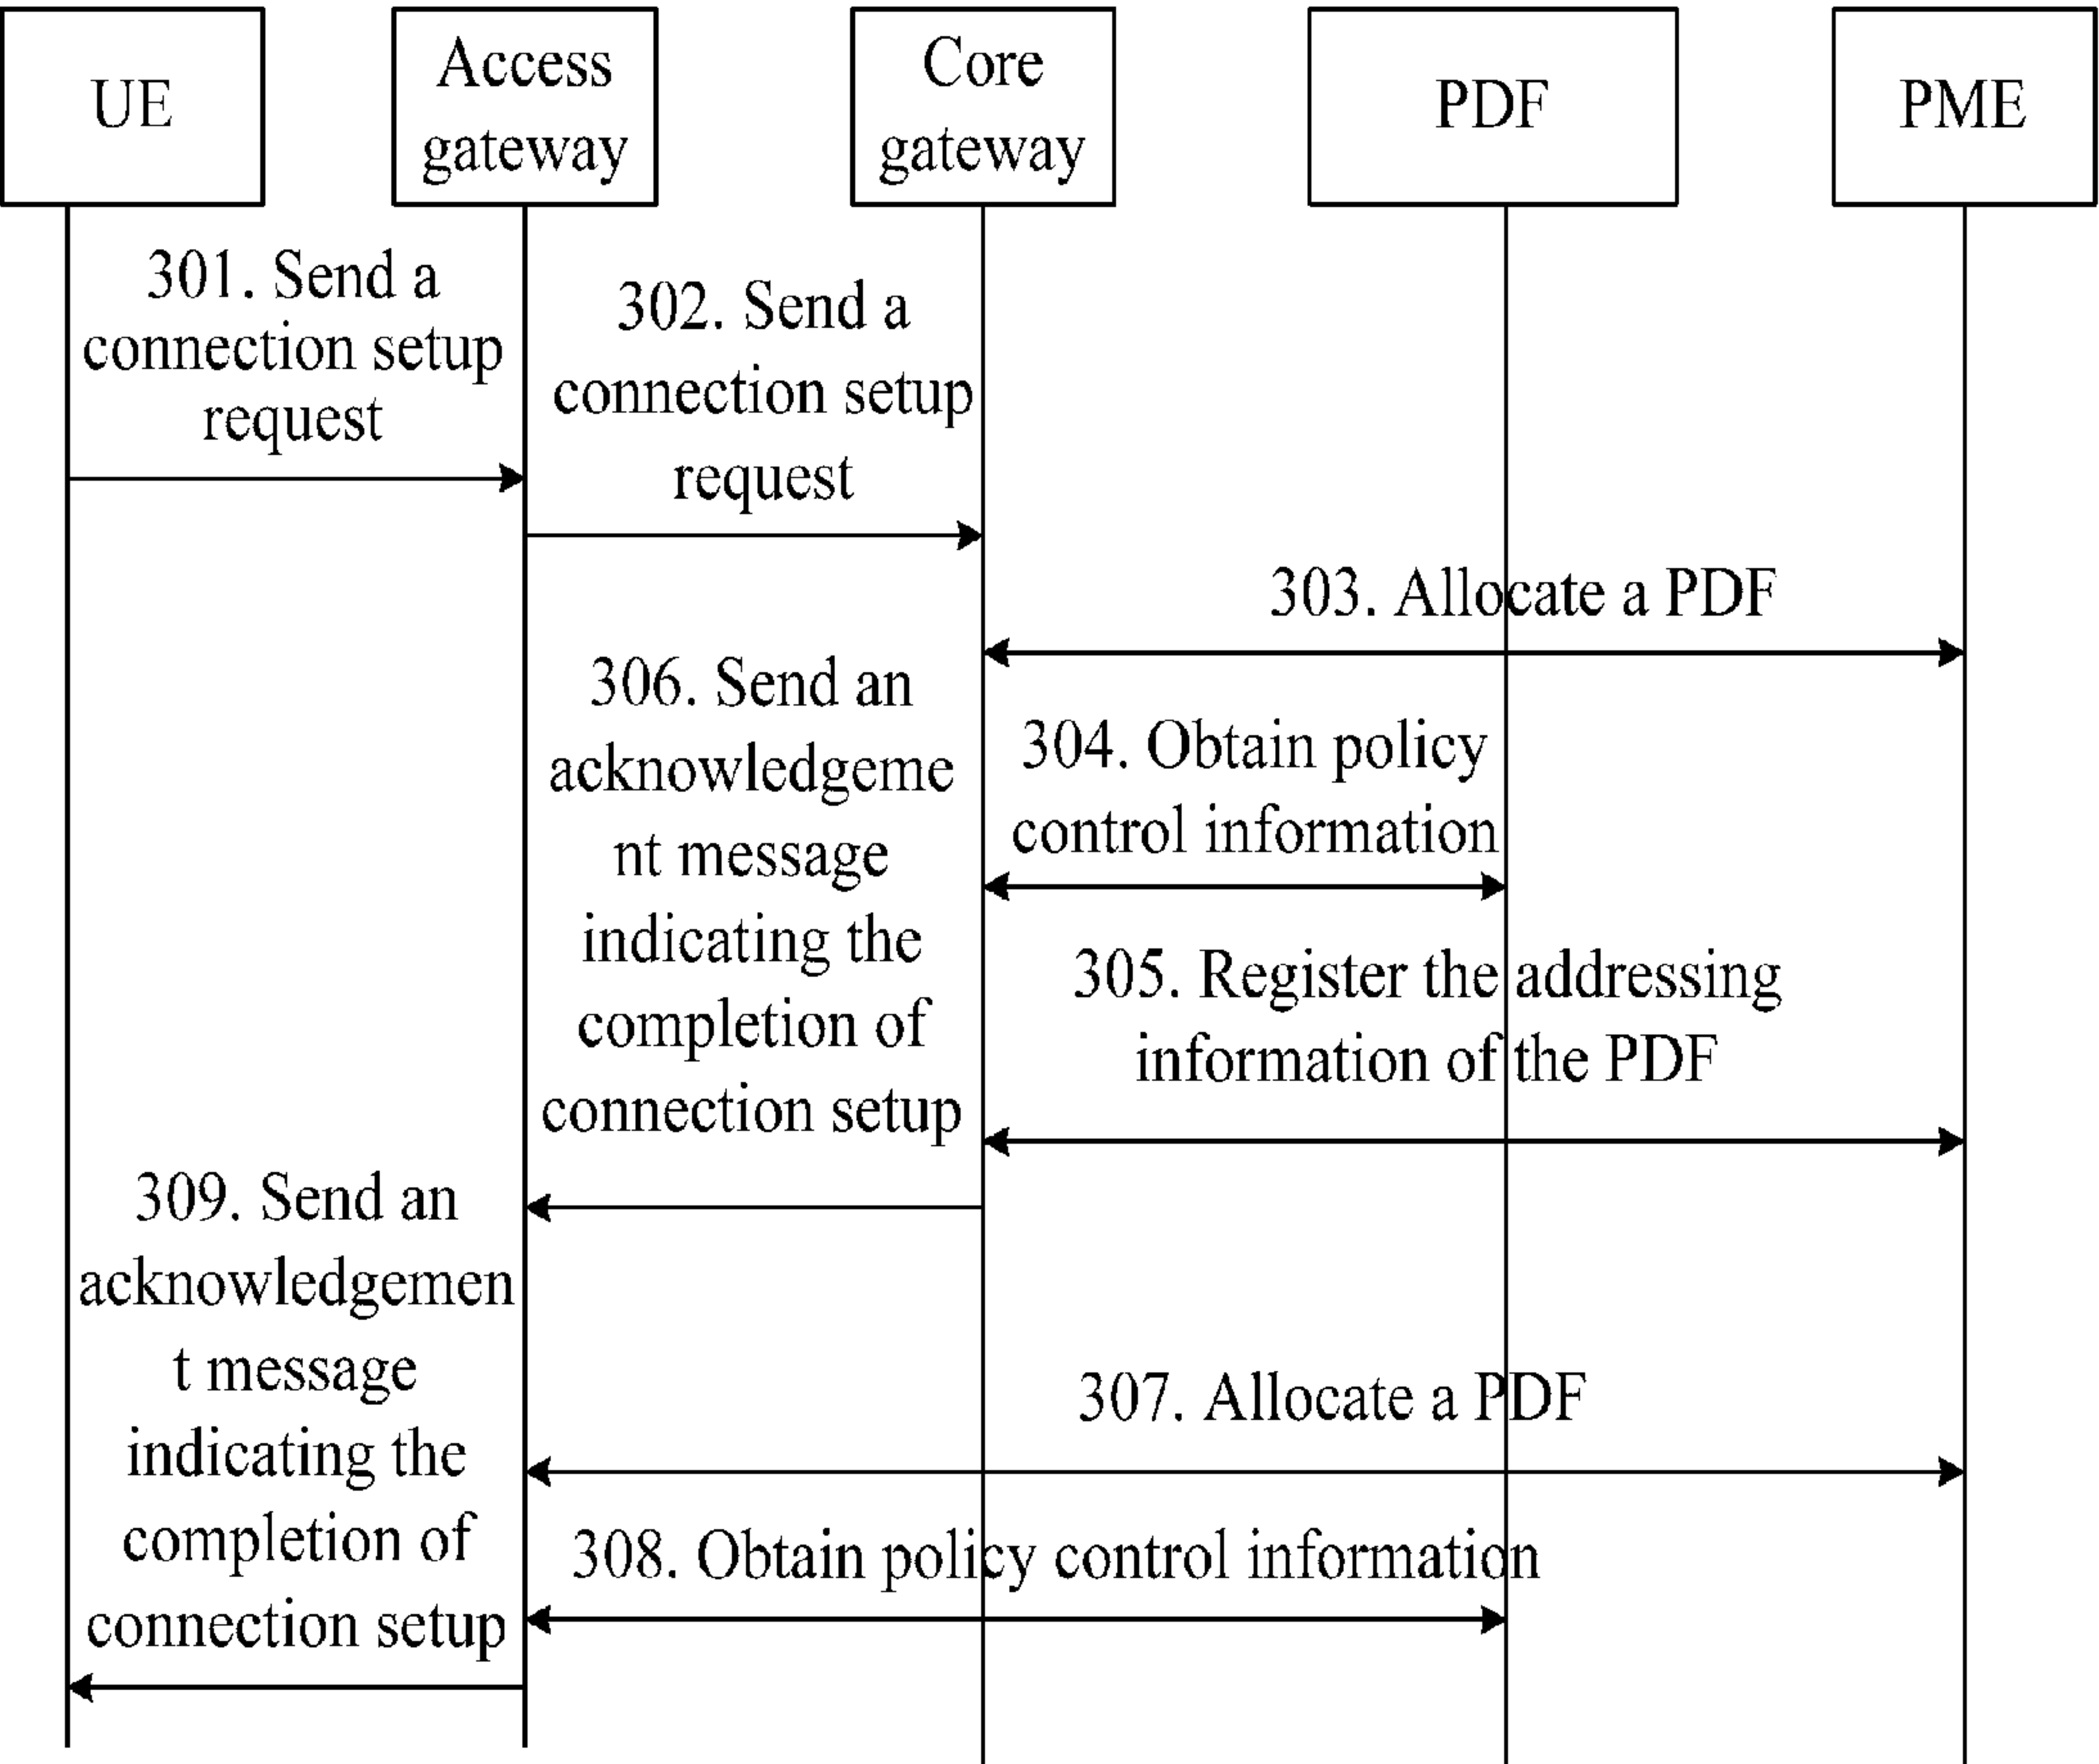 UE
Access
gateway
Core
gateway
PDF
PME
301. Send a
connection setup
request
302. Send a
connection setup
request
303. Allocate a PDF
304. Obtain policy
control information
305. Register the addressing
information of the PDF
306. Send an
acknowledgeme
nt message
indicating the
completion of
connection setup
307. Allocate a PDF
308. Obtain policy control information
309. Send an
acknowledgemen
t message
indicating the
completion of
connection setup